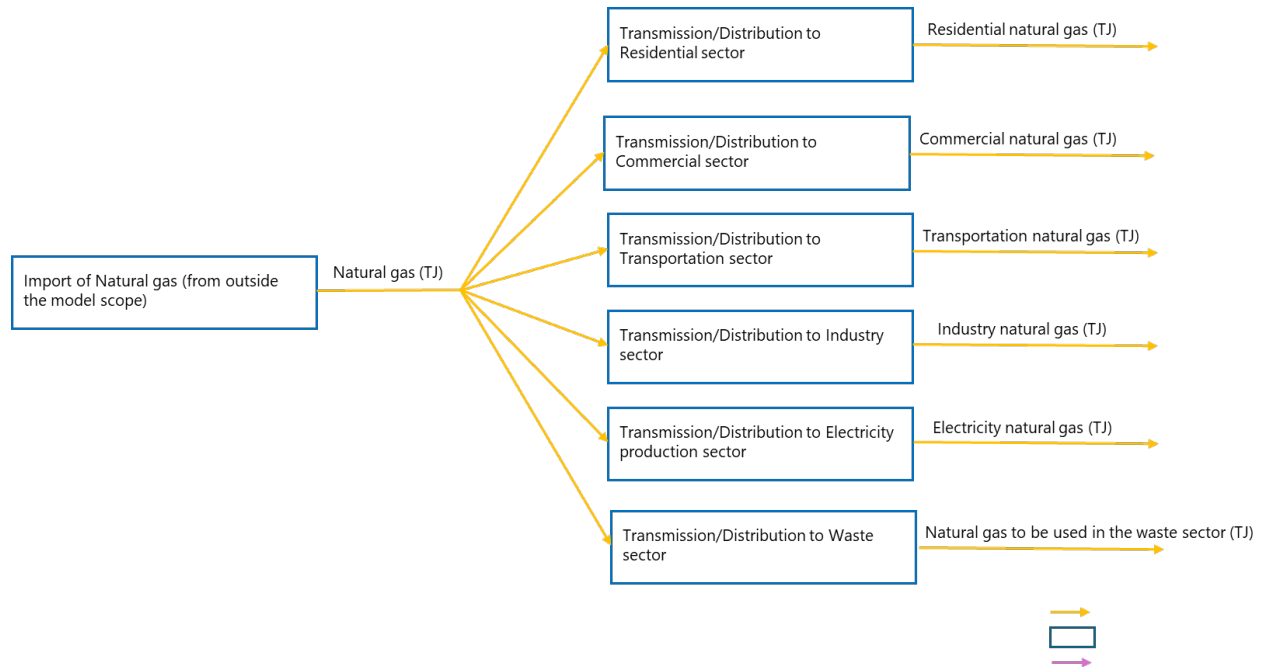 Import of Natural gas (from outside
the model scope)
Natural gas (TJ)
Transmission/Distribution to
Residential sector
Residential natural gas (TJ)
Transmission/Distribution to
Commercial sector
Commercial natural gas (TJ)
Transmission/Distribution to
Transportation sector
Transportation natural gas (TJ)
Transmission/Distribution to Industry
sector
Industry natural gas (TJ)
Transmission/Distribution to Electricity
production sector
Electricity natural gas (TJ)
Transmission/Distribution to Waste
sector
Natural gas to be used in the waste sector (TJ)